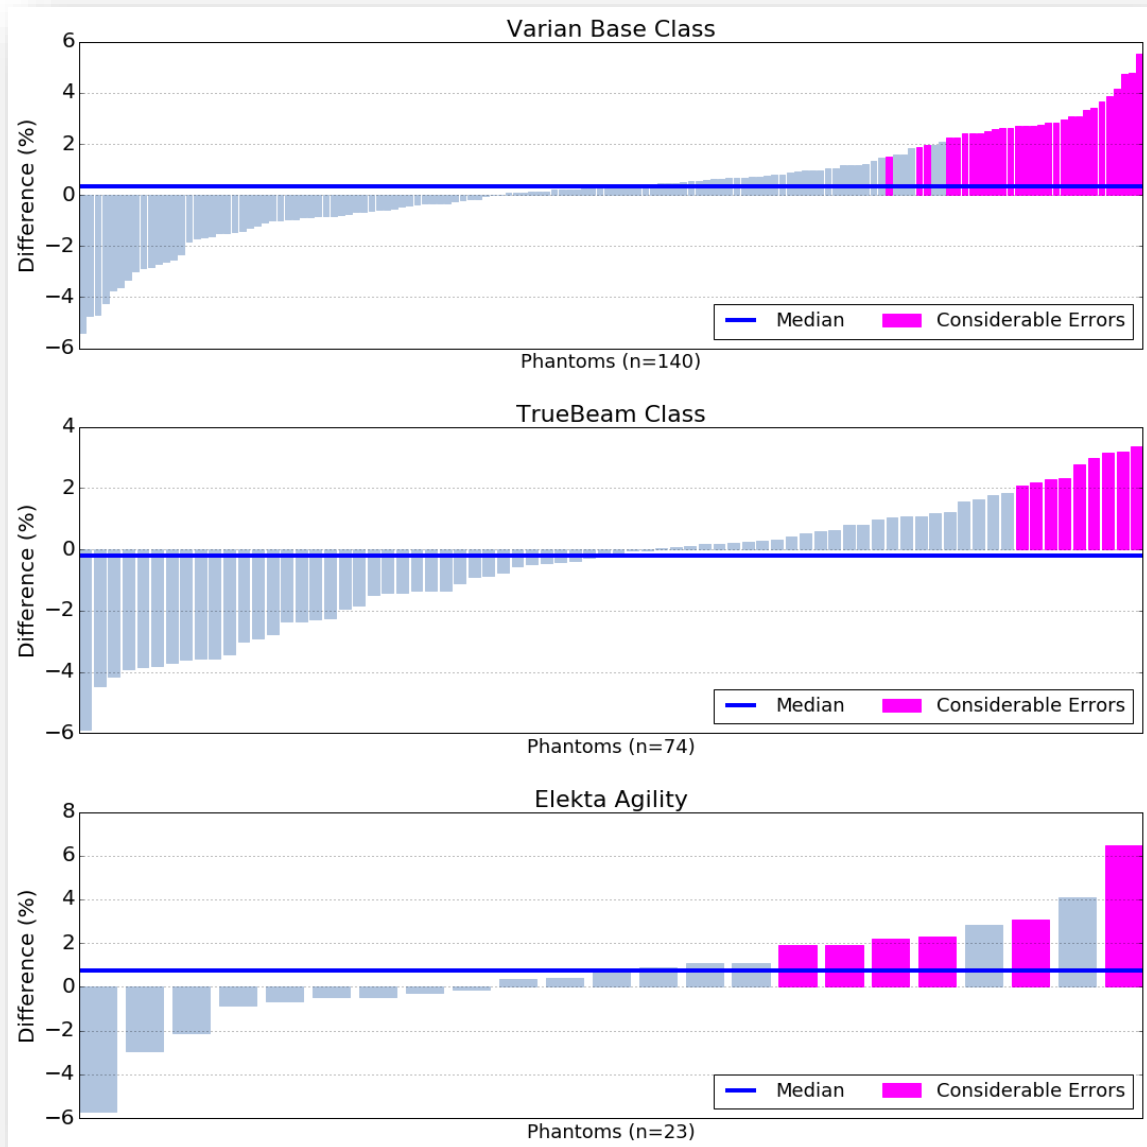 Varian Base Class
6
4
2
0
−2
−4
−6
Difference (%)
Median
Considerable Errors
Phantoms (n=140)
TrueBeam Class
4
2
0
−2
−4
−6
Difference (%)
Median
Considerable Errors
Phantoms (n=74)
Elekta Agility
8
6
4
2
0
−2
−4
−6
Difference (%)
Median
Considerable Errors
Phantoms (n=23)